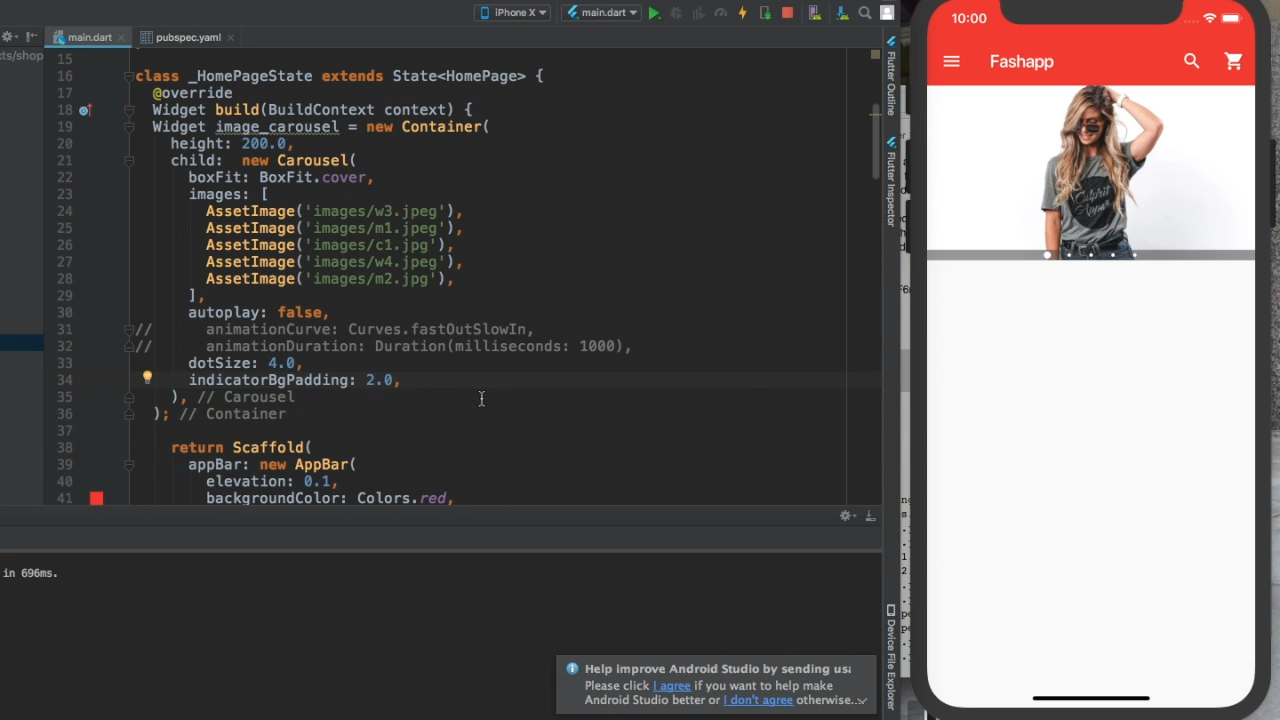 iPhone X
main.dart
main.dart
pubspec.yaml
cts/shop
15
16 class _HomePageState extends State<HomePage> {
17 @override
18 Widget build(BuildContext context) {
19 Widget image_carousel = new Container(
20 height: 200.0,
21 child: new Carousel(
22 boxFit: BoxFit.cover,
23 images: [
24 AssetImage('images/w3.jpeg'),
25 AssetImage('images/m1.jpeg'),
26 AssetImage('images/c1.jpg'),
27 AssetImage('images/w4.jpeg'),
28 AssetImage('images/m2.jpg'),
29 ],
30 autoplay: false,
31 // animationCurve: Curves.fastOutSlowIn,
32 // animationDuration: Duration(milliseconds: 1000),
33 dotSize: 4.0,
34 indicatorBgPadding: 2.0,
35 ), // Carousel
36 ); // Container
37
38 return Scaffold(
39 appBar: new AppBar(
40 elevation: 0.1,
41 backgroundColor: Colors.red,
in 696ms.
Help improve Android Studio by sending usa
Please click I agree if you want to help make
Android Studio better or I don't agree otherwise...
Flutter Outline
Flutter Inspector
Device File Explorer
10:00
Fashapp
Culprit
Appar